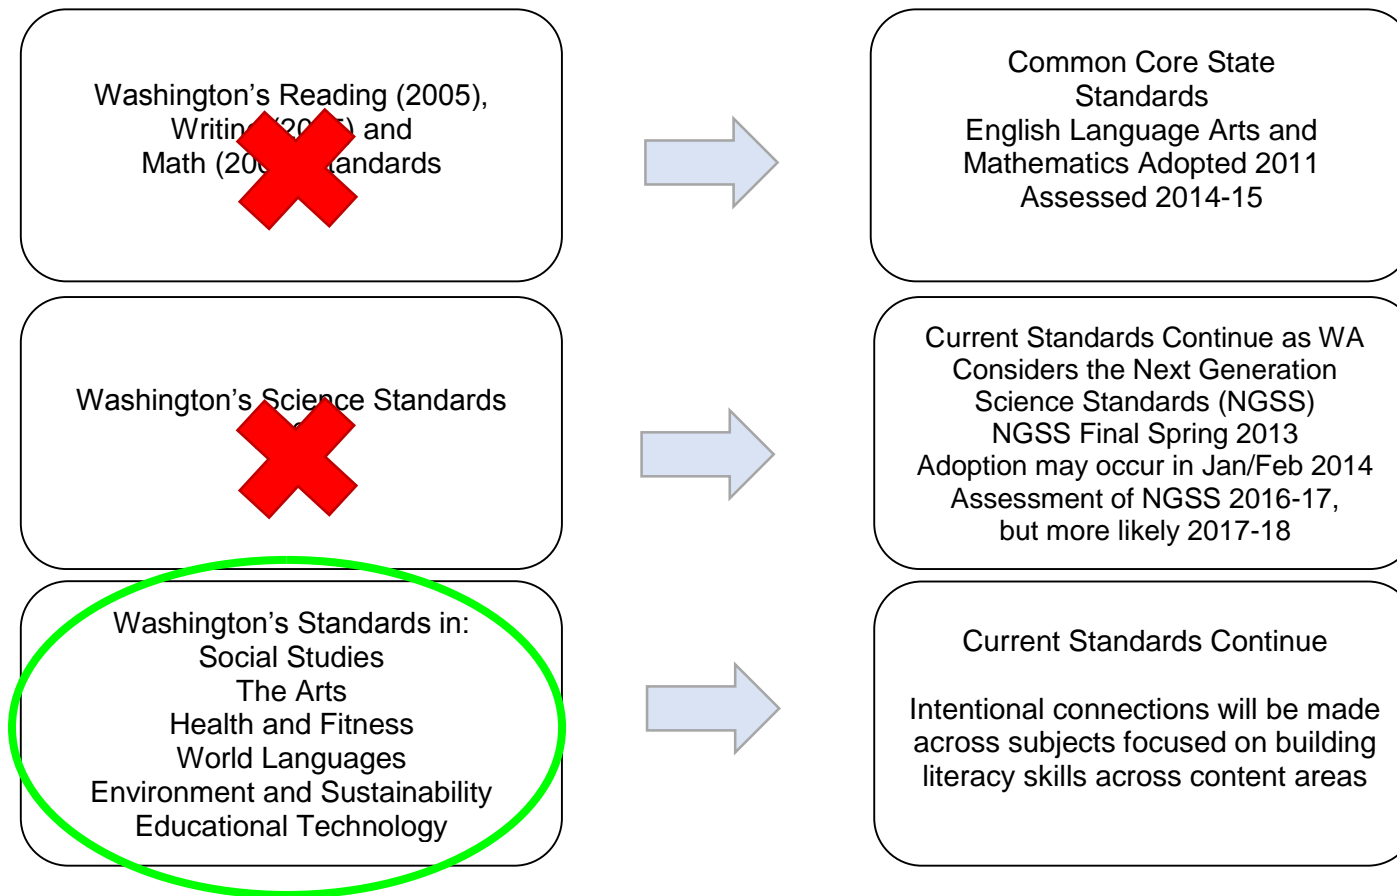 Washington's Reading (2005),
Writing and
Math Standards
Common Core State
Standards
English Language Arts and
Mathematics Adopted 2011
Assessed 2014-15
Washington's Science Standards
Current Standards Continue as WA
Considers the Next Generation
Science Standards (NGSS)
NGSS Final Spring 2013
Adoption may occur in Jan/Feb 2014
Assessment of NGSS 2016-17,
but more likely 2017-18
Washington's Standards in:
Social Studies
The Arts
Health and Fitness
World Languages
Environment and Sustainability
Educational Technology
Current Standards Continue
Intentional connections will be made
across subjects focused on building
literacy skills across content areas